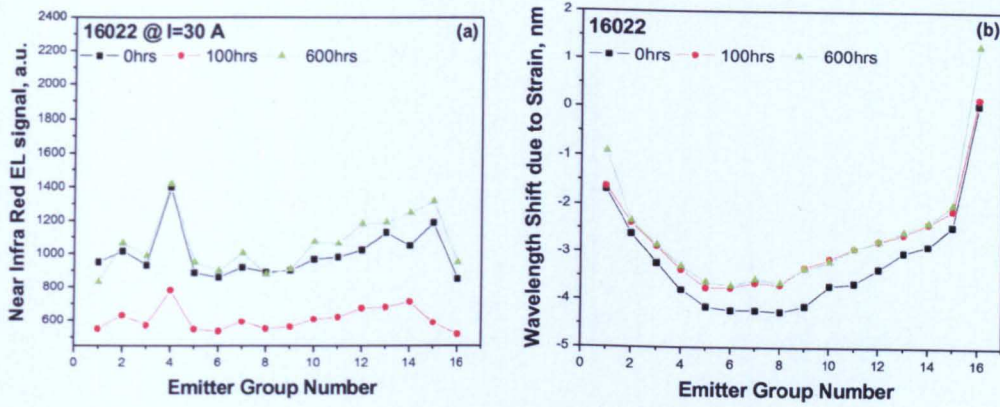 16022 @ I=30 A (a)
0hrs 100hrs 600hrs
Near Infra Red EL signal, a.u.
2400
2200
2000
1800
1600
1400
1200
1000
800
600
0 2 4 6 8 10 12 14 16
Emitter Group Number
16022 (b)
0hrs 100hrs 600hrs
Wavelength Shift due to Strain, nm
2
1
0
-1
-2
-3
-4
-5
0 2 4 6 8 10 12 14 16
Emitter Group Number